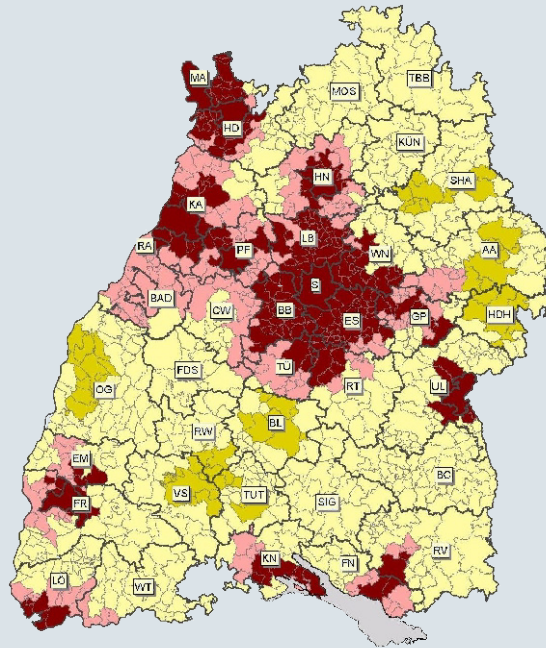 MA
TBB
MOS
HD
KÜN
HN
SHA
KA
LB
RA
PF
WN
AA
S
BAD
CW
BB
ES
GP
HDH
TÜ
FDS
RT
UL
OG
BL
RW
EM
BC
VS
TUT
SIG
FR
RV
KN
FN
LÖ
WT